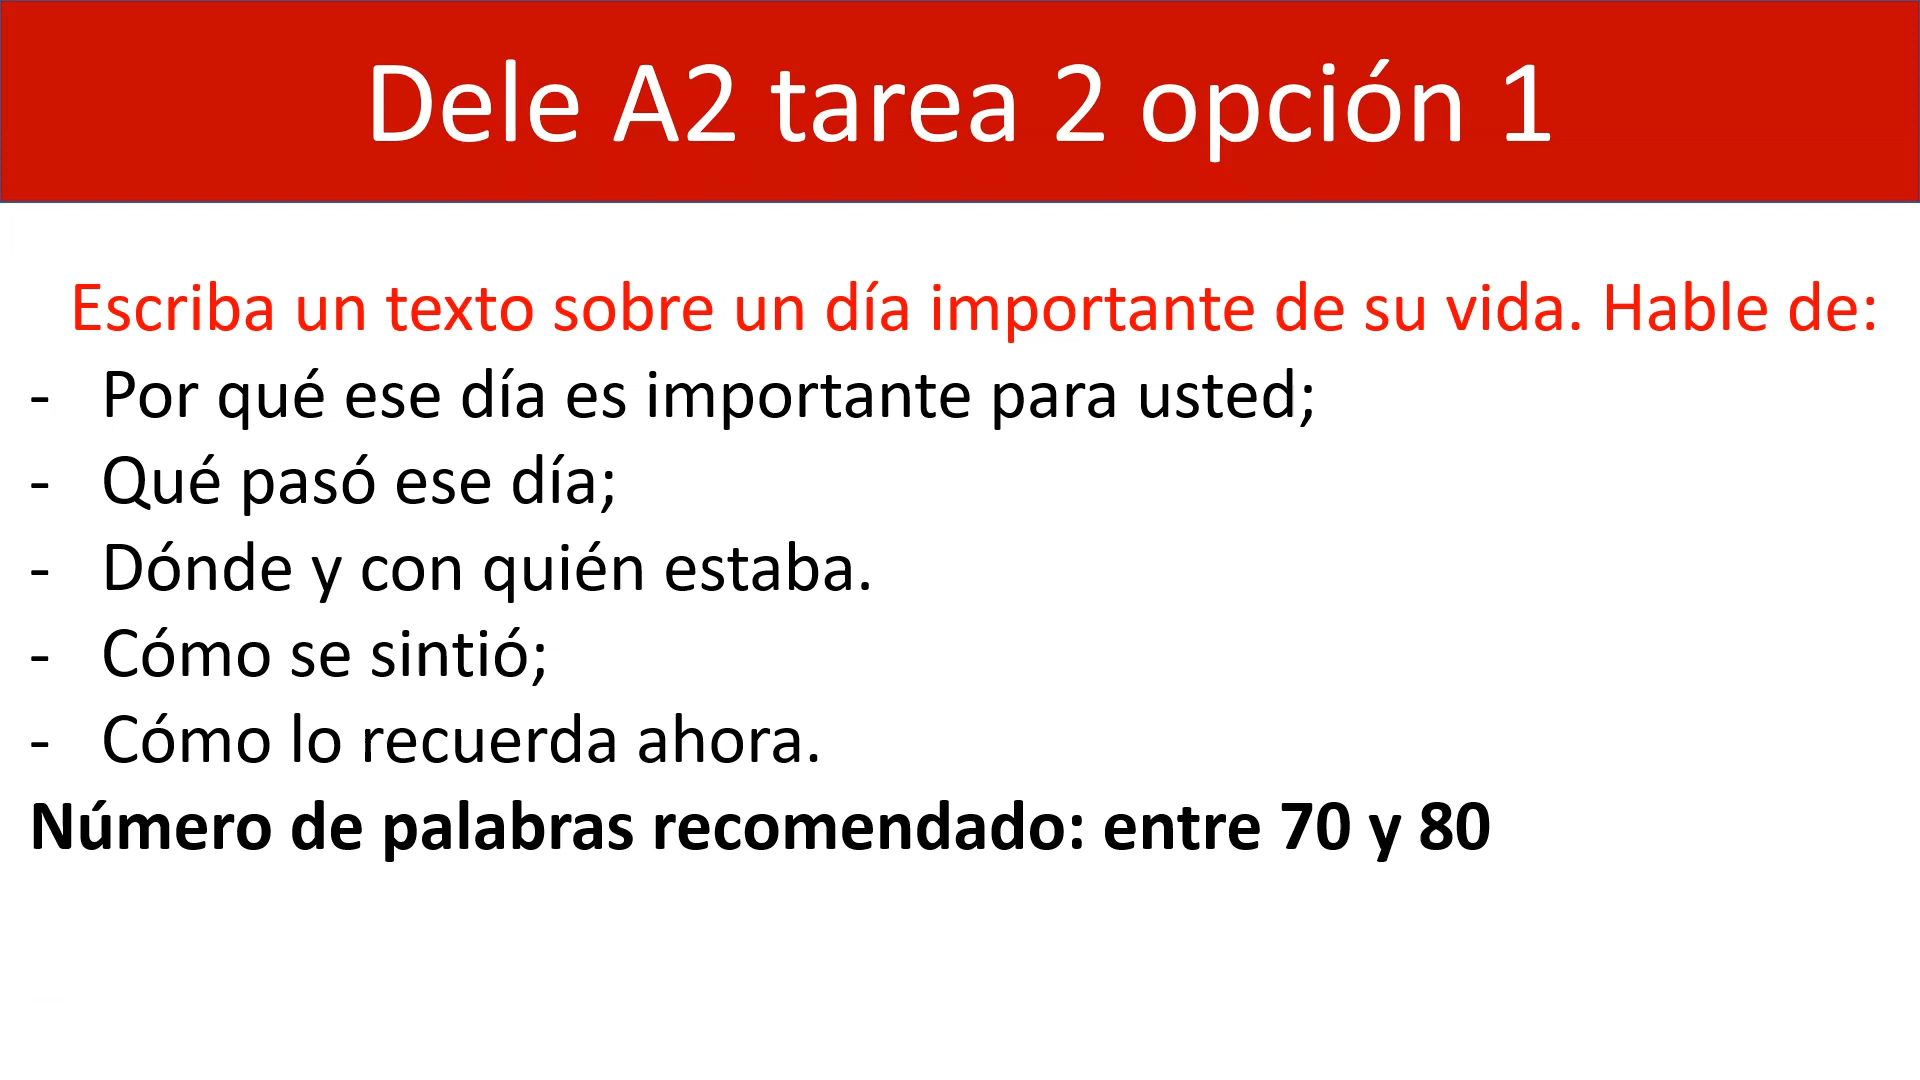 Dele A2 tarea 2 opción 1
Escriba un texto sobre un día importante de su vida. Hable de:
- Por qué ese día es importante para usted;
- Qué pasó ese día;
- Dónde y con quién estaba.
- Cómo se sintió;
- Cómo lo recuerda ahora.
Número de palabras recomendado: entre 70 y 80